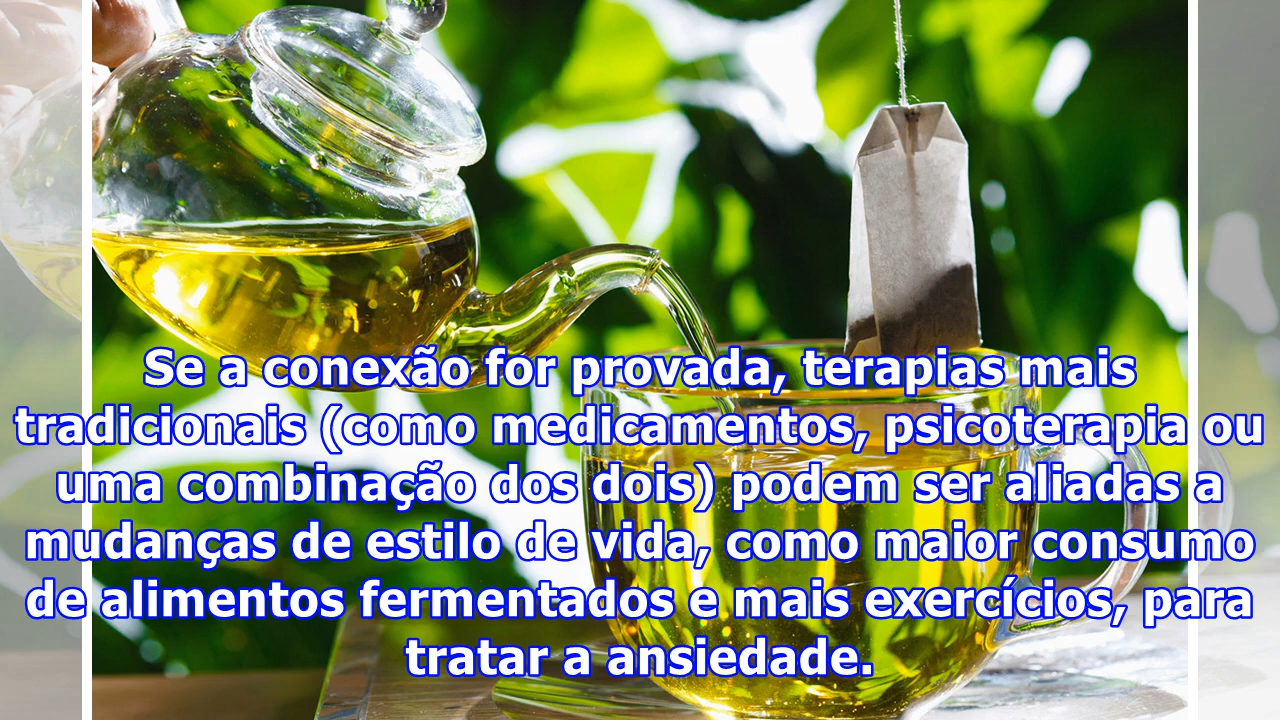 Se a conexão for provada, terapias mais
tradicionais (como medicamentos, psicoterapia ou
uma combinação dos dois) podem ser aliadas a
mudanças de estilo de vida, como maior consumo
de alimentos fermentados e mais exercícios, para
tratar a ansiedade.